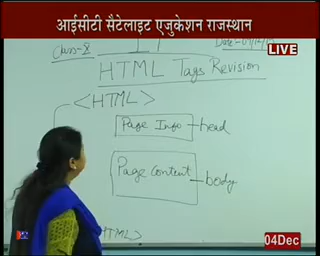 आईसीटी सैटेलाइट एजुकेशन राजस्थान
Class-8
LIVE
HTML Tags Revision
<HTML>
Page Info head
Page Content body
HTML>
04Dec